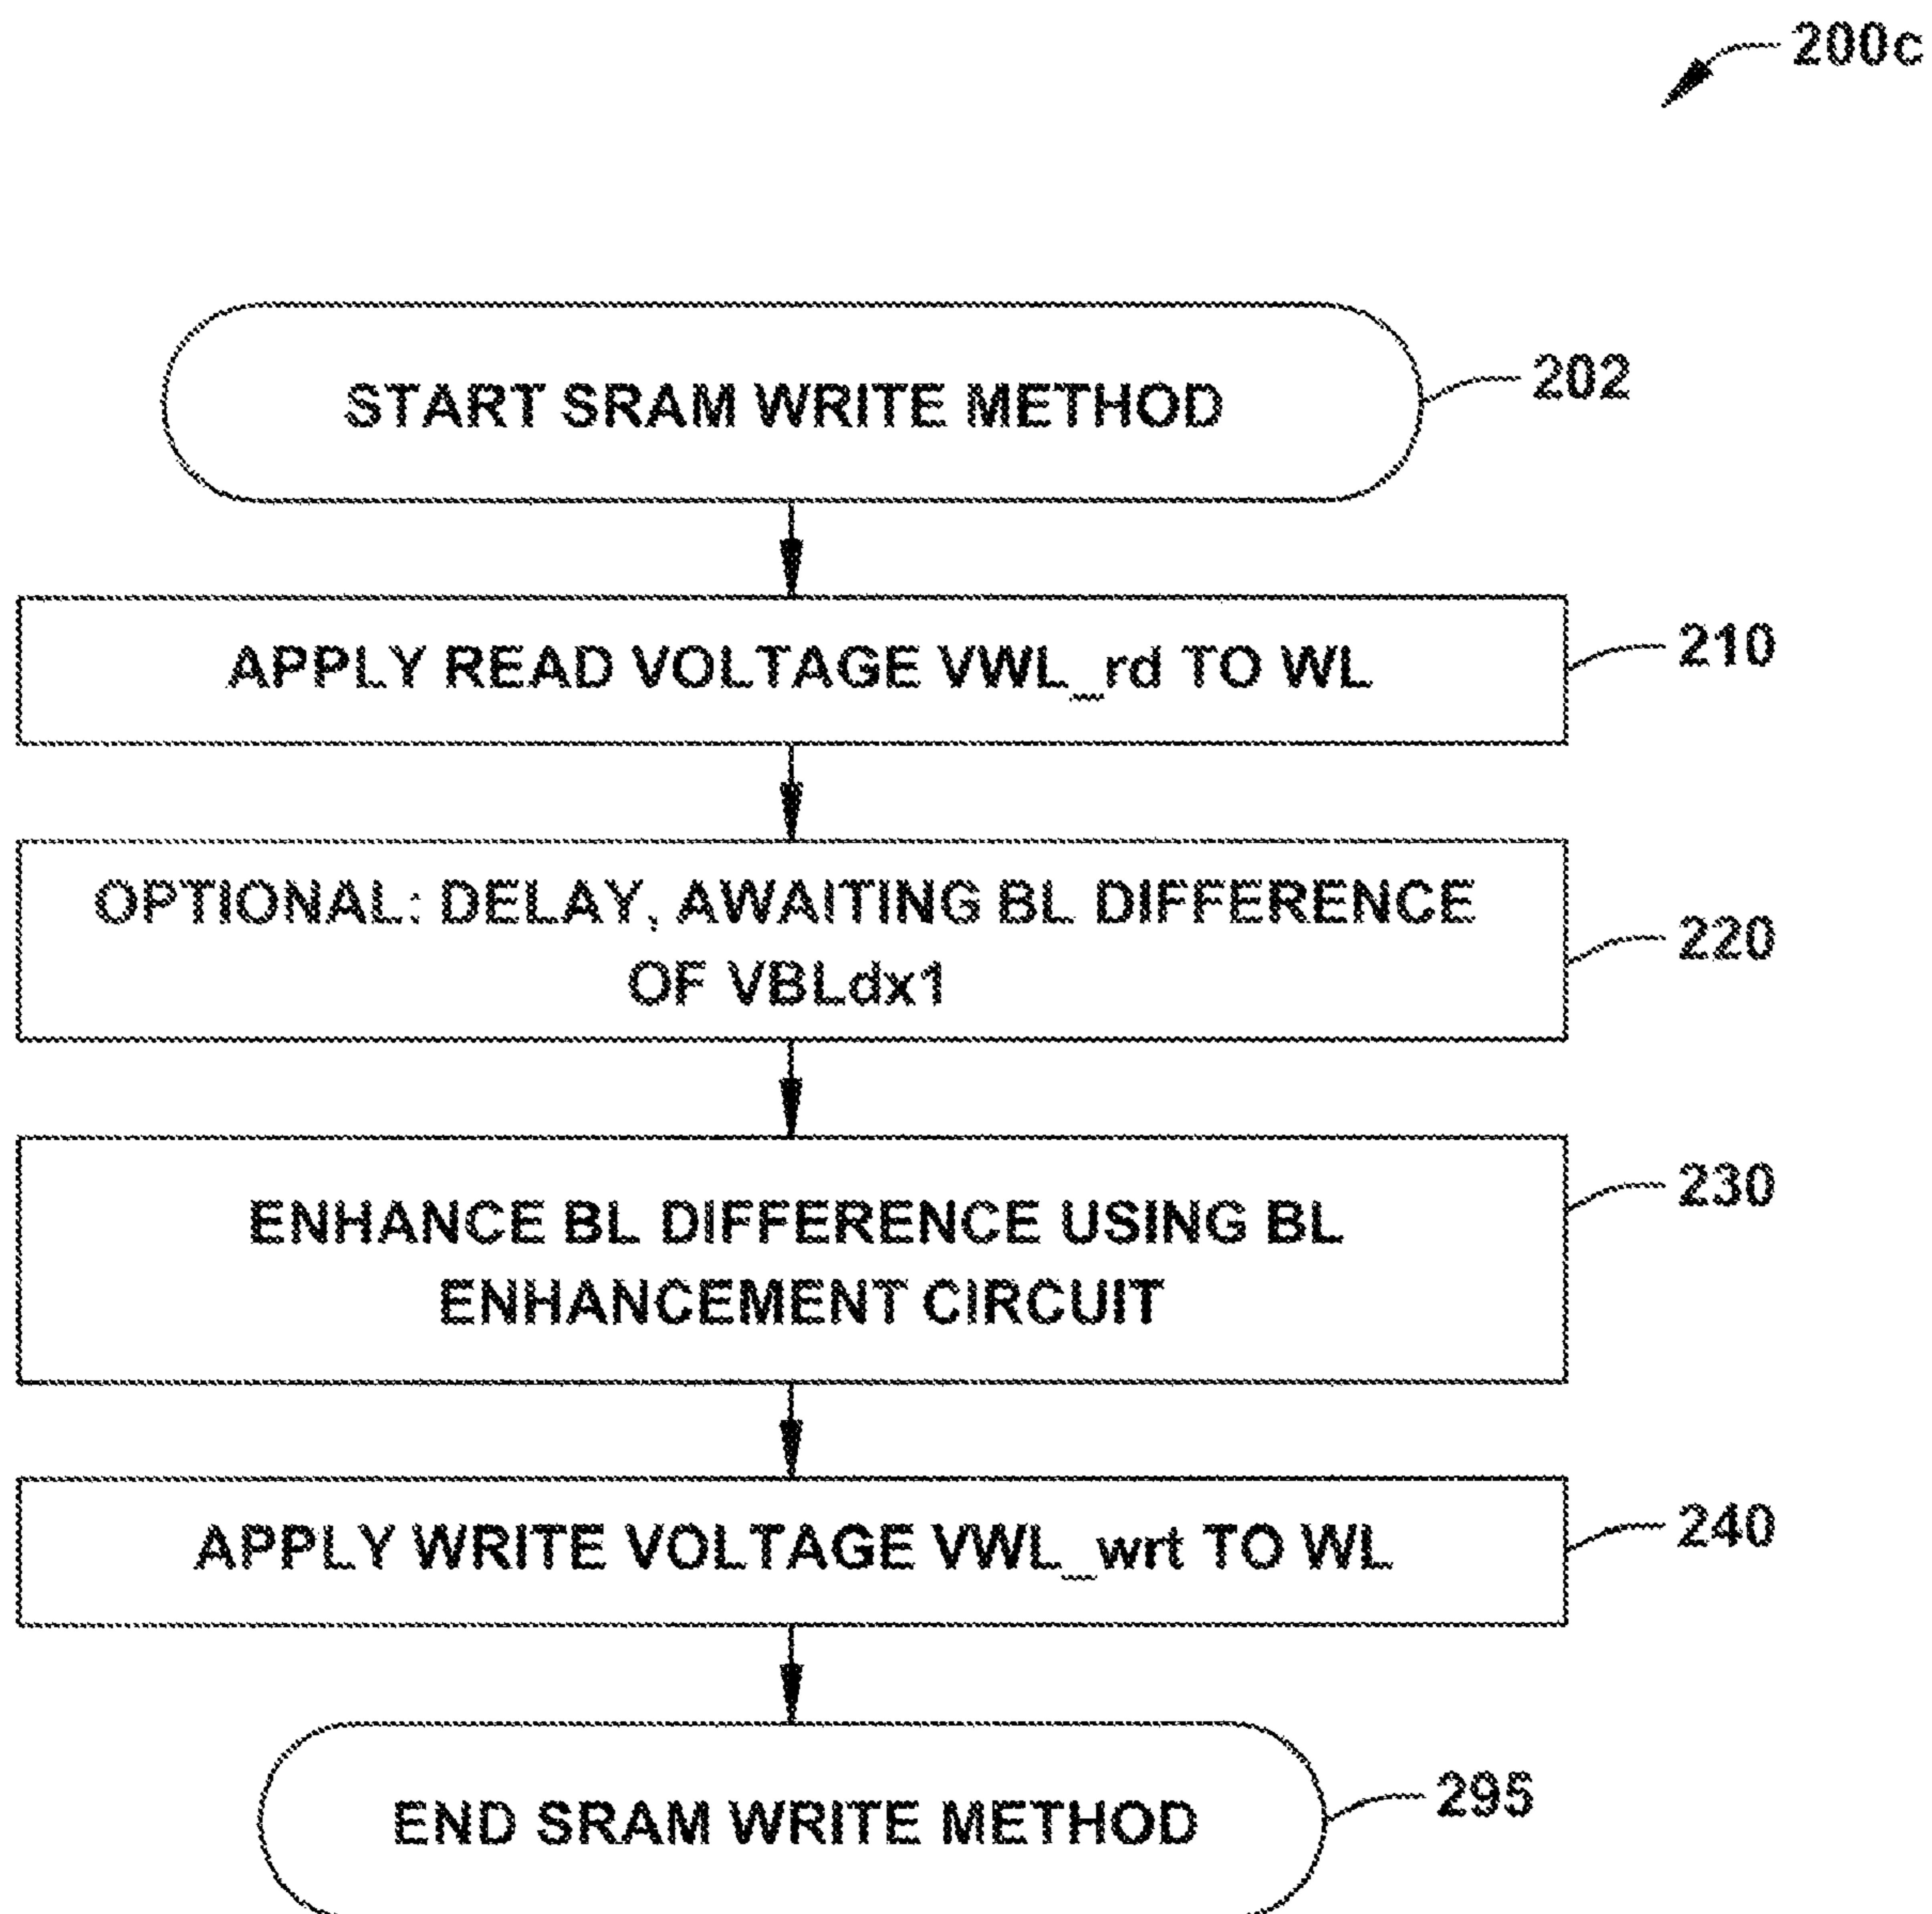 200c
START SRAM WRITE METHOD
202
APPLY READ VOLTAGE VWL_rd TO WL
210
OPTIONAL: DELAY, AWAITING BL DIFFERENCE
OF VBLdx1
220
ENHANCE BL DIFFERENCE USING BL
ENHANCEMENT CIRCUIT
230
APPLY WRITE VOLTAGE VWL_wrt TO WL
240
END SRAM WRITE METHOD
295